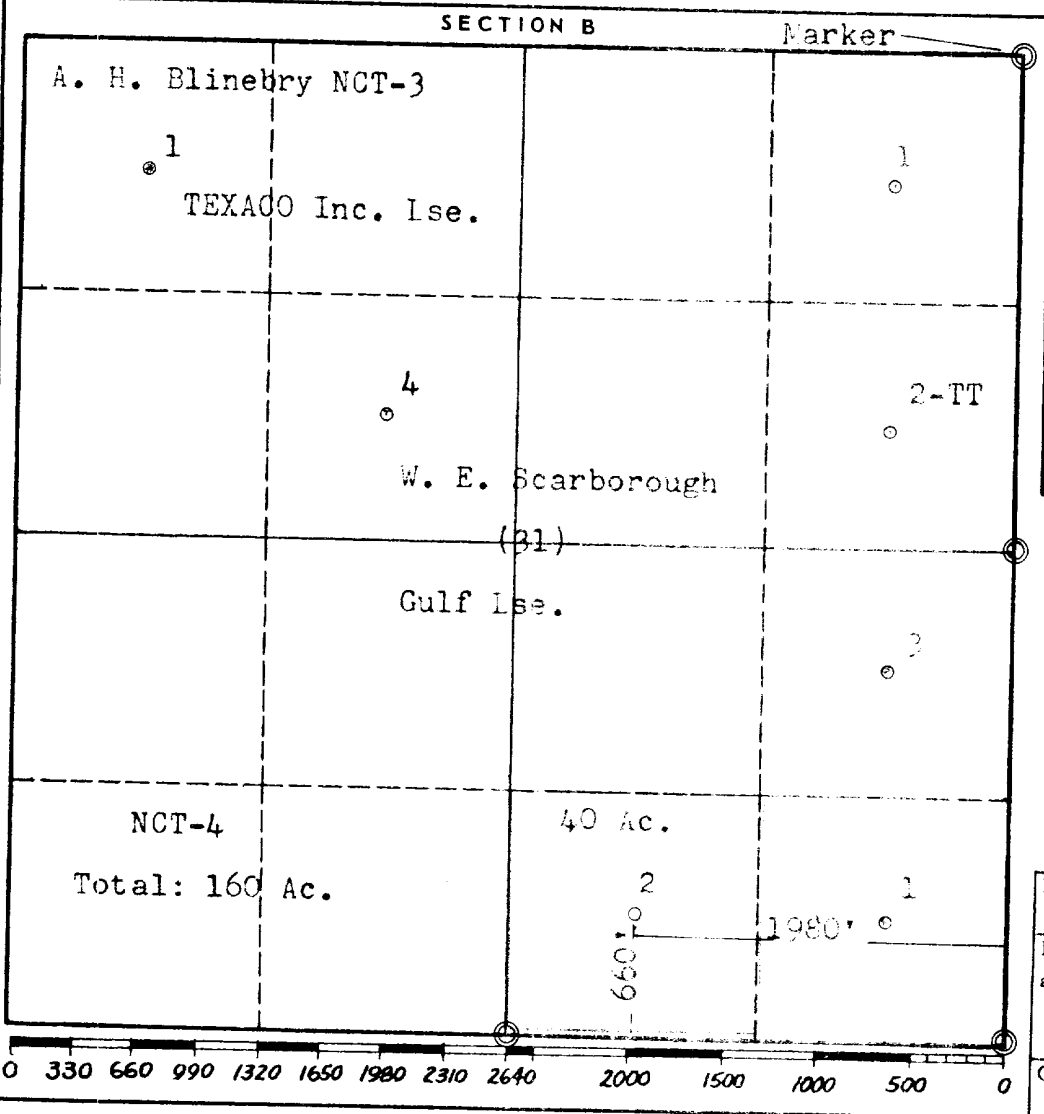 SECTION B
Marker
A. H. Blinebry NCT-3
1
1
TEXACO Inc. Lse.
4
2-TT
W. E. Scarborough
(31)
Gulf Lse.
3
NCT-4
40 Ac.
Total: 160 Ac.
2
1
1980'
660'
0 330 660 990 1320 1650 1980 2310 2640 2000 1500 1000 500 0